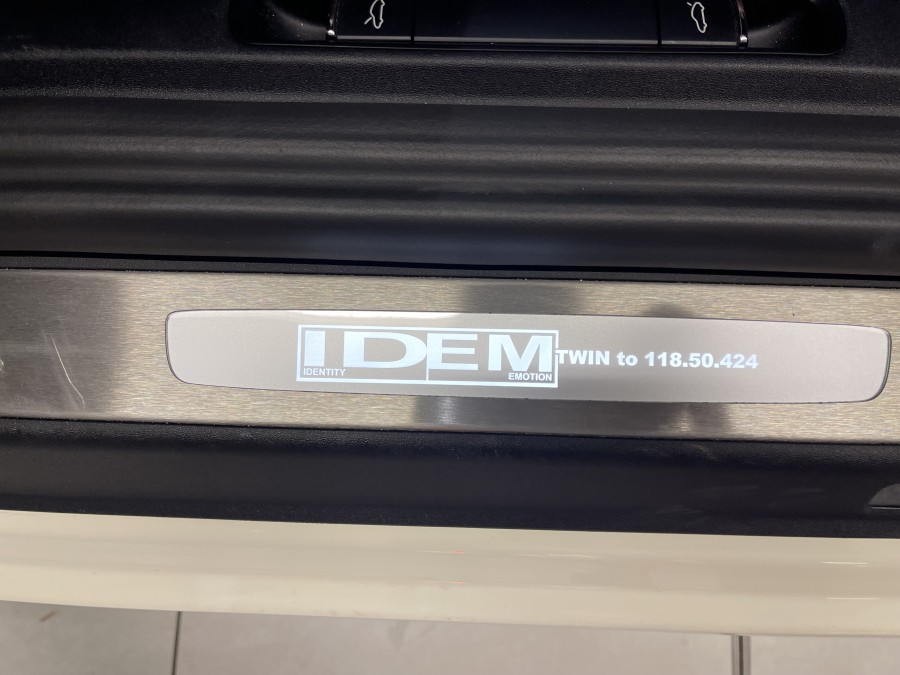 IDEM
IDENTITY
EMOTION
TWIN to 118.50.424